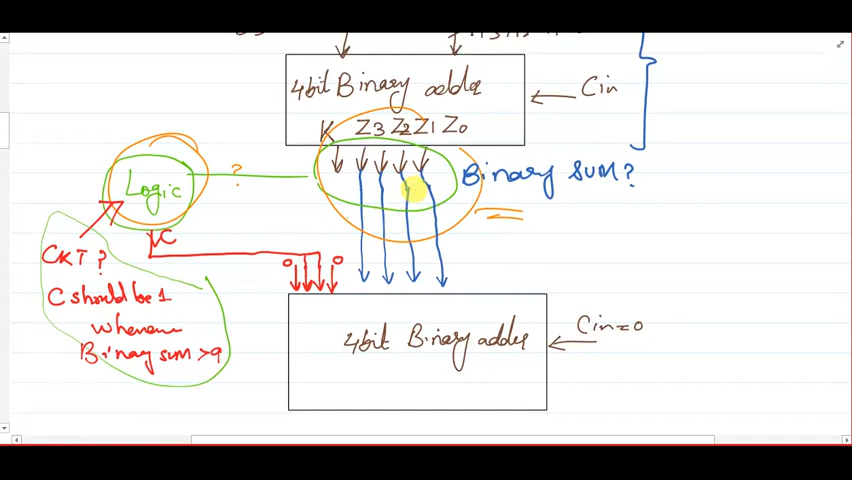 4bit Binary adder
Cin
K Z3 Z2 Z1 Z0
Binary sum?
Logic
?
C
CKT?
0 0
C should be 1
whenever
Binary sum >9
4bit Binary adder
Cin=0